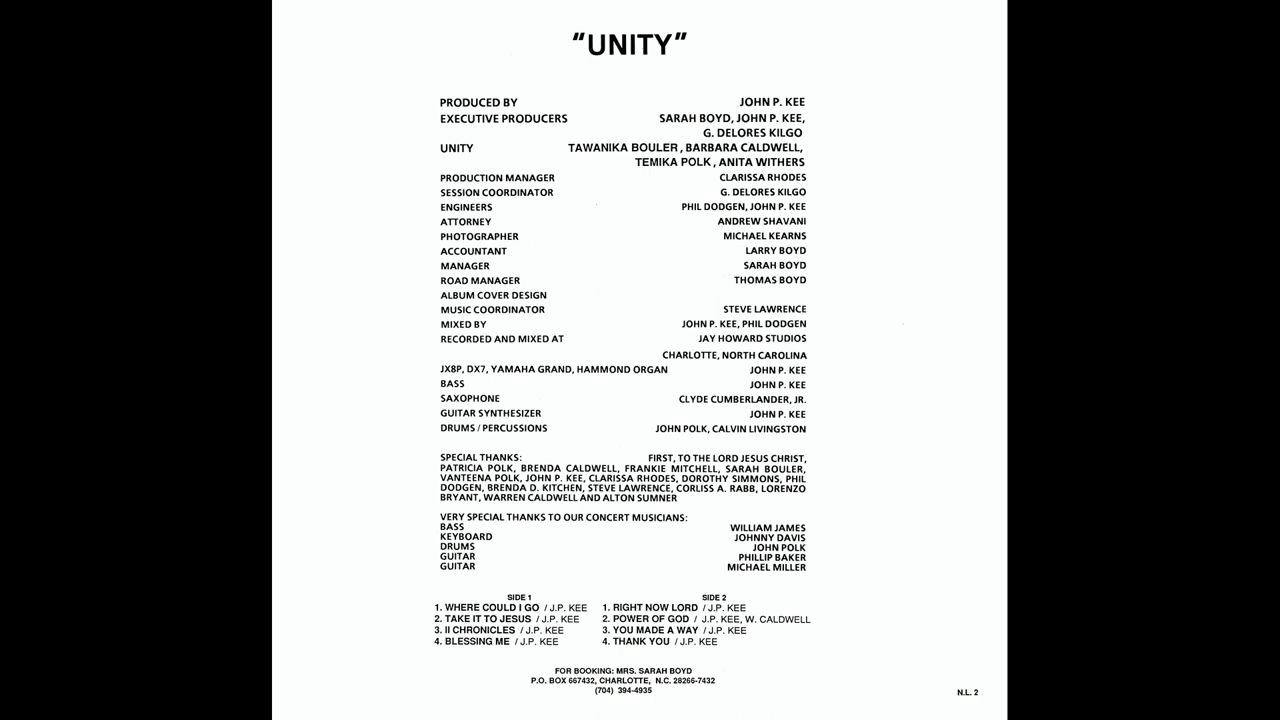 "UNITY"
PRODUCED BY JOHN P. KEE
EXECUTIVE PRODUCERS SARAH BOYD, JOHN P. KEE,
G. DELORES KILGO
UNITY TAWANIKA BOULER, BARBARA CALDWELL,
TEMIKA POLK, ANITA WITHERS
PRODUCTION MANAGER CLARISSA RHODES
SESSION COORDINATOR G. DELORES KILGO
ENGINEERS PHIL DODGEN, JOHN P. KEE
ATTORNEY ANDREW SHAVANI
PHOTOGRAPHER MICHAEL KEARNS
ACCOUNTANT LARRY BOYD
MANAGER SARAH BOYD
ROAD MANAGER THOMAS BOYD
ALBUM COVER DESIGN
MUSIC COORDINATOR STEVE LAWRENCE
MIXED BY JOHN P. KEE, PHIL DODGEN
RECORDED AND MIXED AT JAY HOWARD STUDIOS
CHARLOTTE, NORTH CAROLINA
JX8P, DX7, YAMAHA GRAND, HAMMOND ORGAN JOHN P. KEE
BASS JOHN P. KEE
SAXOPHONE CLYDE CUMBERLANDER, JR.
GUITAR SYNTHESIZER JOHN P. KEE
DRUMS / PERCUSSIONS JOHN POLK, CALVIN LIVINGSTON
SPECIAL THANKS: FIRST, TO THE LORD JESUS CHRIST,
PATRICIA POLK, BRENDA CALDWELL, FRANKIE MITCHELL, SARAH BOULER,
VANTEENA POLK, JOHN P. KEE, CLARISSA RHODES, DOROTHY SIMMONS, PHIL
DODGEN, BRENDA D. KITCHEN, STEVE LAWRENCE, CORLISS A. RABB, LORENZO
BRYANT, WARREN CALDWELL AND ALTON SUMNER
VERY SPECIAL THANKS TO OUR CONCERT MUSICIANS:
BASS WILLIAM JAMES
KEYBOARD JOHNNY DAVIS
DRUMS JOHN POLK
GUITAR PHILLIP BAKER
GUITAR MICHAEL MILLER
SIDE 1
1. WHERE COULD I GO / J.P. KEE
2. TAKE IT TO JESUS / J.P. KEE
3. II CHRONICLES / J.P. KEE
4. BLESSING ME / J.P. KEE
SIDE 2
1. RIGHT NOW LORD / J.P. KEE
2. POWER OF GOD / J.P. KEE, W. CALDWELL
3. YOU MADE A WAY / J.P. KEE
4. THANK YOU / J.P. KEE
FOR BOOKING: MRS. SARAH BOYD
P.O. BOX 667432, CHARLOTTE, N.C. 28266-7432
(704) 394-4935
N.L. 2